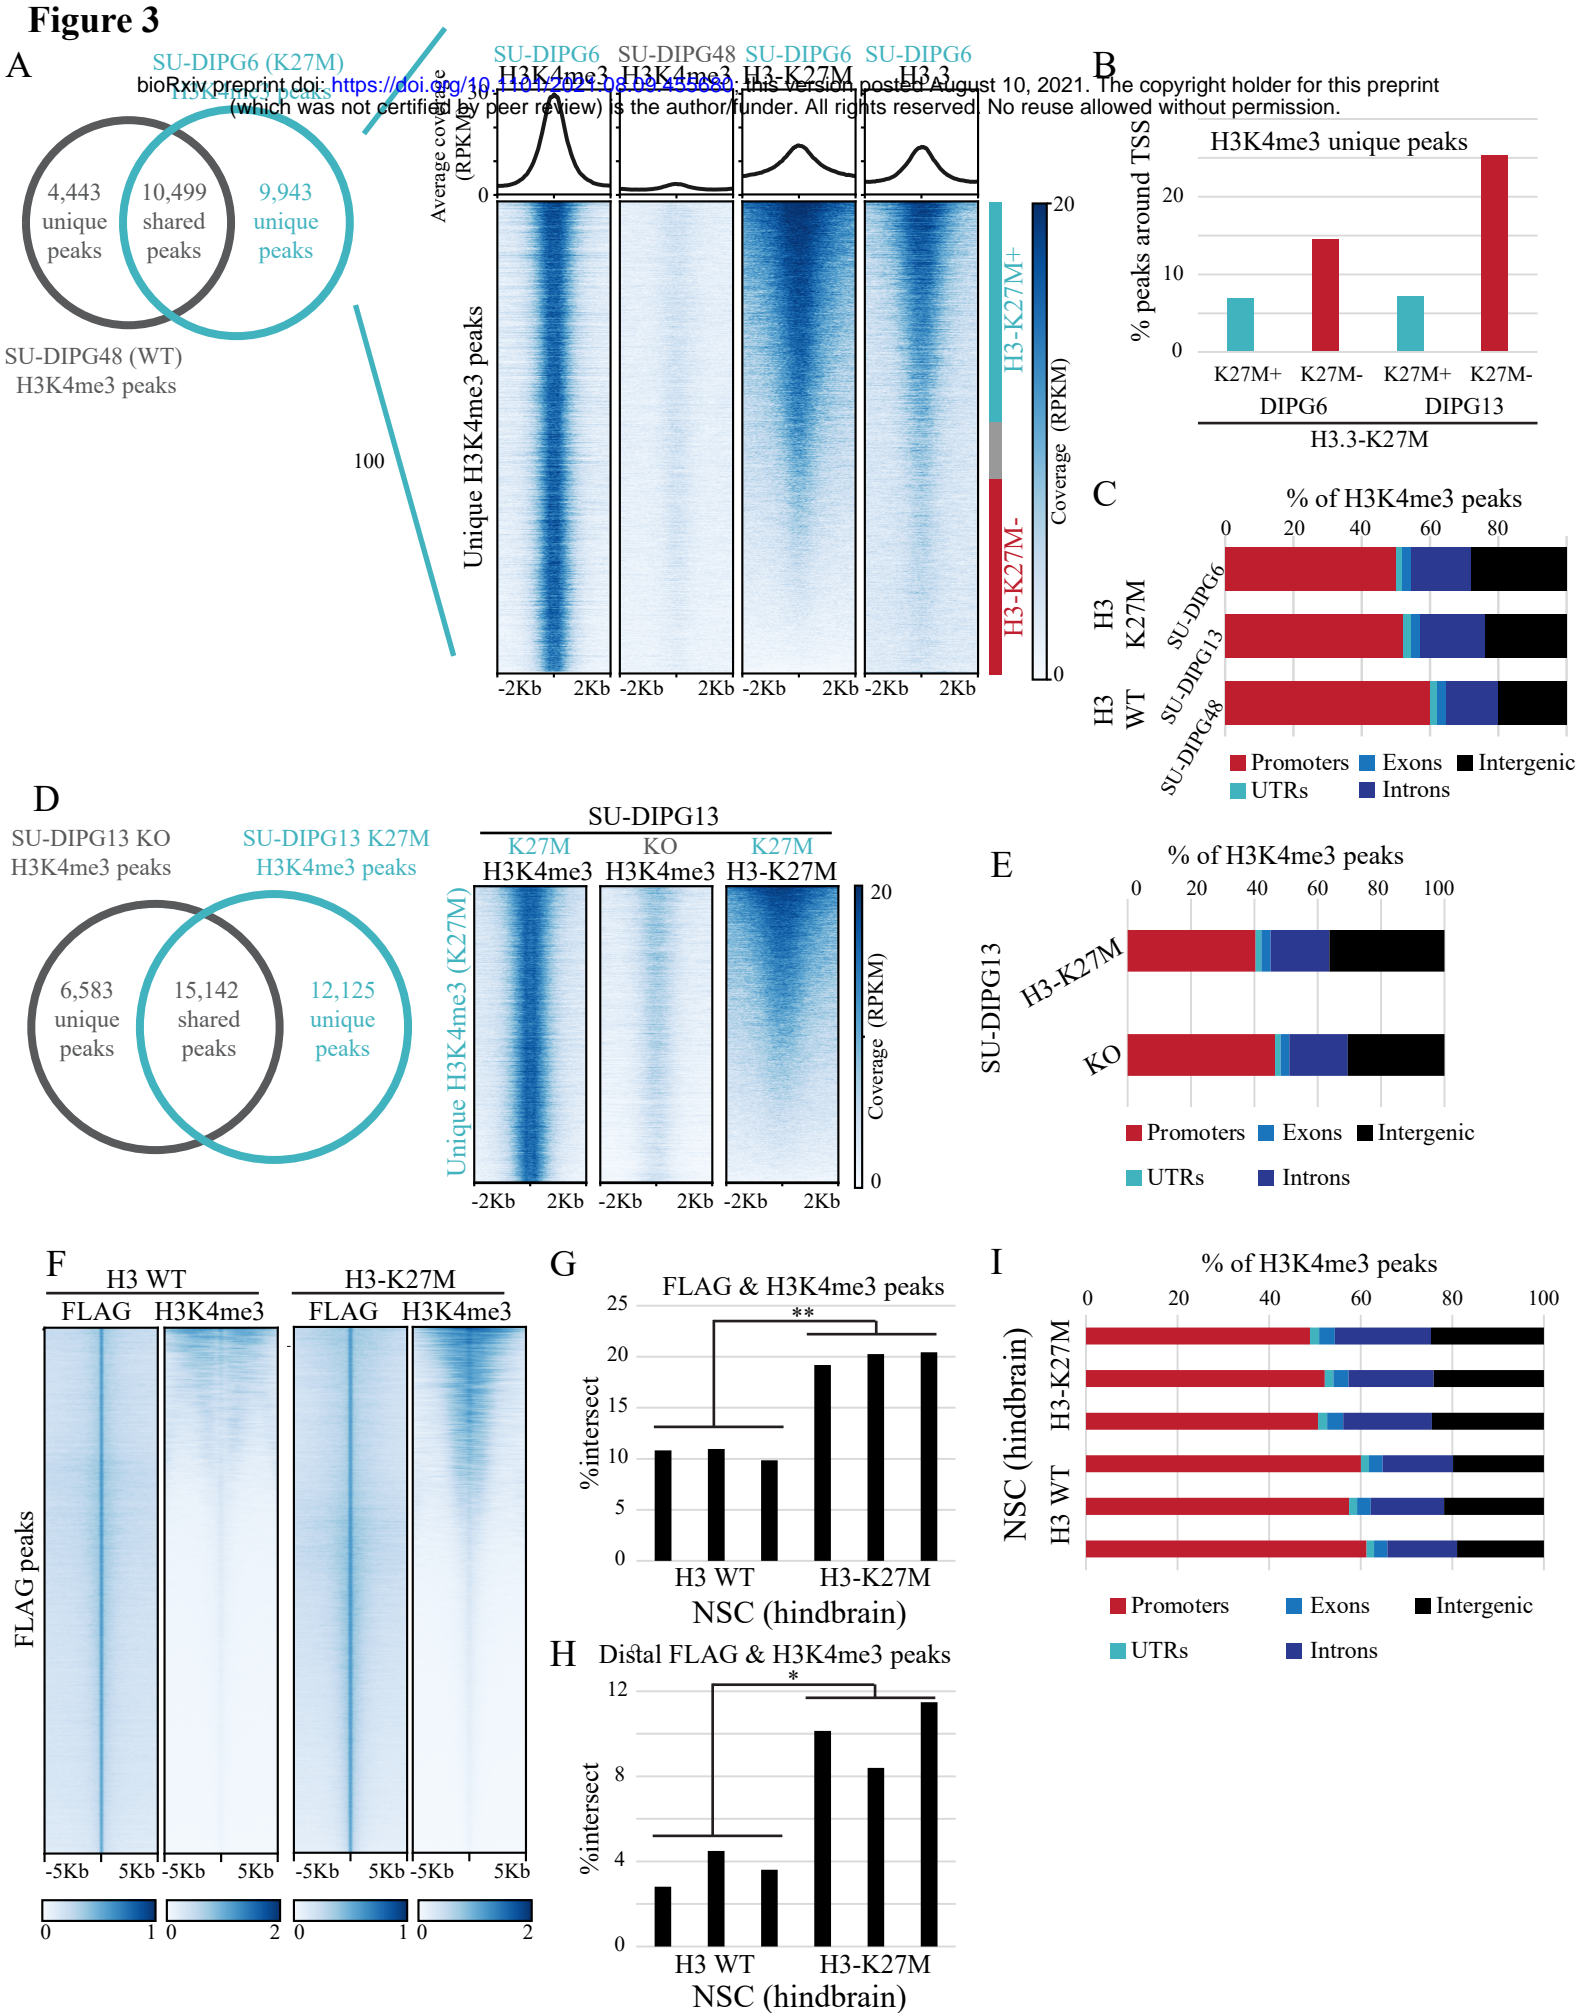 Figure 3
A
SU-DIPG6 (K27M)
H3K4me3 peaks
bioRxiv preprint doi: https://doi.org/10.1101/2021.08.09.455680; this version posted August 10, 2021. The copyright holder for this preprint
(which was not certified by peer review) is the author/funder. All rights reserved. No reuse allowed without permission.
4,443
unique
peaks
10,499
shared
peaks
9,943
unique
peaks
SU-DIPG48 (WT)
H3K4me3 peaks
100
SU-DIPG6
H3K4me3
SU-DIPG48
H3K4me3
SU-DIPG6
H3-K27M
SU-DIPG6
H3.3
Average coverage
(RPKM)
30
0
Unique H3K4me3 peaks
-2Kb 2Kb -2Kb 2Kb -2Kb 2Kb -2Kb 2Kb
H3-K27M+
H3-K27M-
20
Coverage (RPKM)
0
B
H3K4me3 unique peaks
% peaks around TSS
20
10
0
K27M+ K27M- K27M+ K27M-
DIPG6 DIPG13
H3.3-K27M
C
% of H3K4me3 peaks
0 20 40 60 80
H3
K27M
H3
WT
SU-DIPG6
SU-DIPG13
SU-DIPG48
Promoters Exons Intergenic
UTRs Introns
D
SU-DIPG13 KO
H3K4me3 peaks
SU-DIPG13 K27M
H3K4me3 peaks
6,583
unique
peaks
15,142
shared
peaks
12,125
unique
peaks
SU-DIPG13
K27M KO K27M
H3K4me3 H3K4me3 H3-K27M
Unique H3K4me3 (K27M)
-2Kb 2Kb -2Kb 2Kb -2Kb 2Kb
20
Coverage (RPKM)
0
E
% of H3K4me3 peaks
0 20 40 60 80 100
SU-DIPG13
H3-K27M
KO
Promoters Exons Intergenic
UTRs Introns
F
H3 WT H3-K27M
FLAG H3K4me3 FLAG H3K4me3
FLAG peaks
-5Kb 5Kb -5Kb 5Kb -5Kb 5Kb -5Kb 5Kb
0 1 0 2 0 1 0 2
G
FLAG & H3K4me3 peaks
**
%intersect
25
20
15
10
5
0
H3 WT H3-K27M
NSC (hindbrain)
H
Distal FLAG & H3K4me3 peaks
*
%intersect
12
8
4
0
H3 WT H3-K27M
NSC (hindbrain)
I
% of H3K4me3 peaks
0 20 40 60 80 100
NSC (hindbrain)
H3-K27M
H3 WT
Promoters Exons Intergenic
UTRs Introns